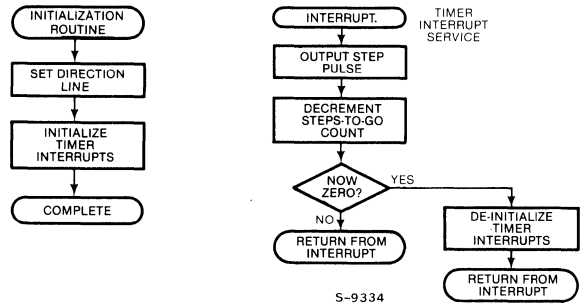 INITIALIZATION
ROUTINE
SET DIRECTION
LINE
INITIALIZE
TIMER
INTERRUPTS
COMPLETE
INTERRUPT.
TIMER
INTERRUPT
SERVICE
OUTPUT STEP
PULSE
DECREMENT
STEPS-TO-GO
COUNT
NOW
ZERO?
YES
NO
RETURN FROM
INTERRUPT
DE-INITIALIZE
TIMER
INTERRUPTS
RETURN FROM
INTERRUPT
S-9334